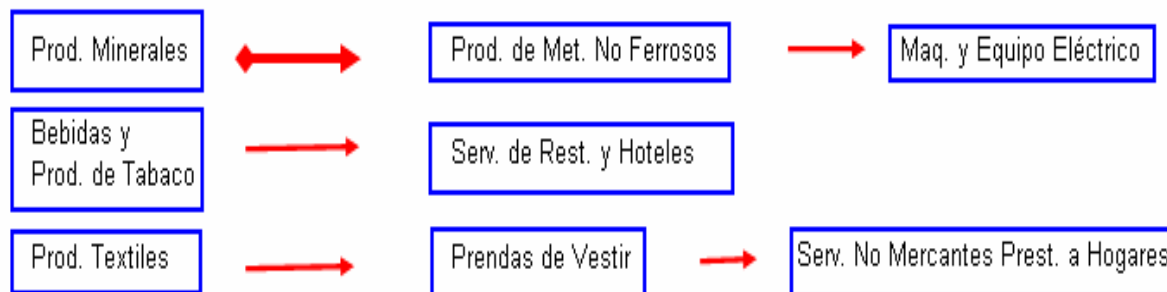 Prod. Minerales
Prod. de Met. No Ferrosos
Maq. y Equipo Eléctrico
Bebidas y
Prod. de Tabaco
Serv. de Rest. y Hoteles
Prod. Textiles
Prendas de Vestir
Serv. No Mercantes Prest. a Hogares